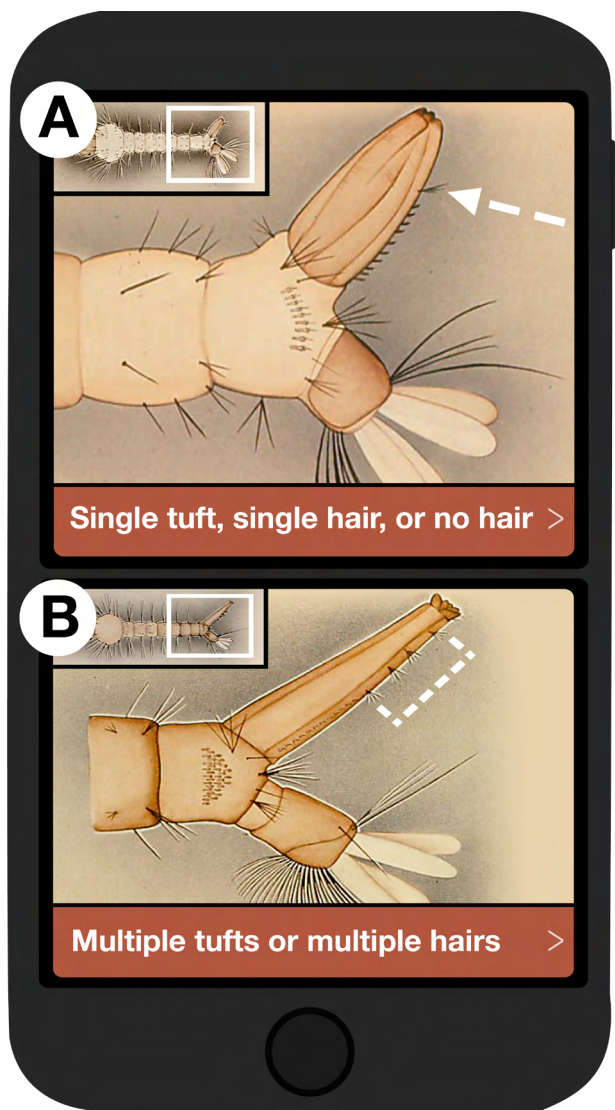 A
Single tuft, single hair, or no hair >
B
Multiple tufts or multiple hairs >